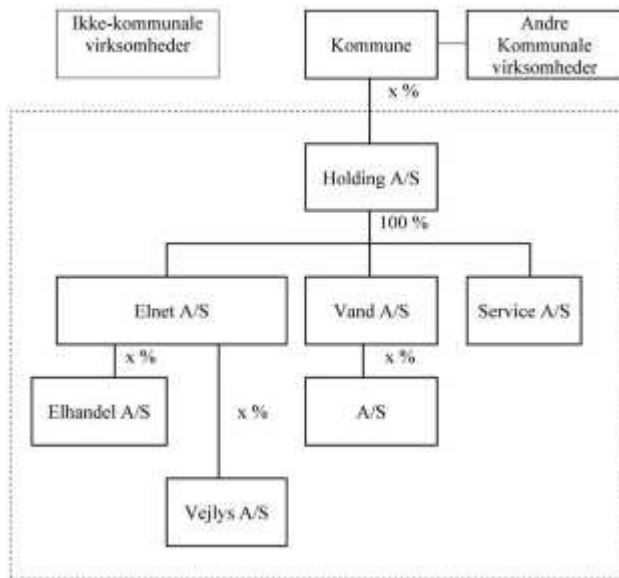 Ikke-kommunale
virksomheder
Kommune
Andre
Kommunale
virksomheder
x %
Holding A/S
100 %
Elnet A/S
Vand A/S
Service A/S
x %
x %
x %
Elhandel A/S
A/S
Vejlys A/S